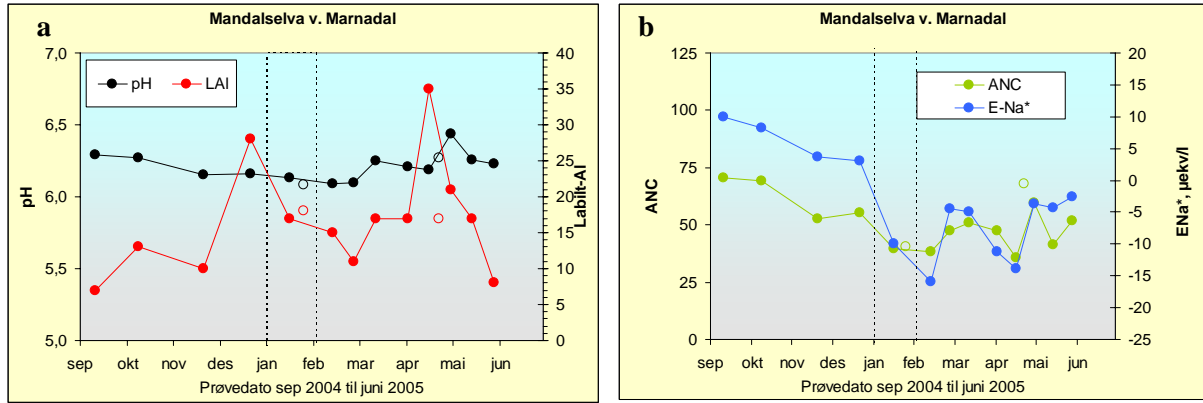 a
Mandalselva v. Marnadal
7,0
6,5
6,0
5,5
5,0
pH
pH
LAl
40
35
30
25
20
15
10
5
0
Labilt-Al
sep okt nov des jan feb mar apr mai jun
Prøvedato sep 2004 til juni 2005
b
Mandalselva v. Marnadal
125
100
75
50
25
0
ANC
ANC
E-Na*
20
15
10
5
0
-5
-10
-15
-20
-25
ENa*, µekv/l
sep okt nov des jan feb mar apr mai jun
Prøvedato sep 2004 til juni 2005